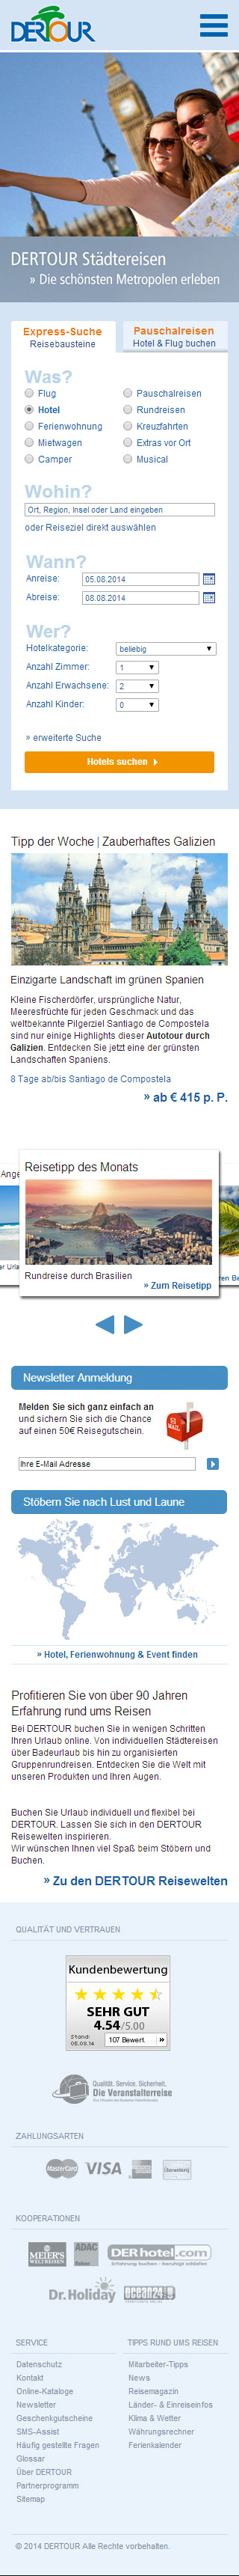 DERTOUR
DERTOUR Städtereisen
» Die schönsten Metropolen erleben
Express-Suche
Reisebausteine
Pauschalreisen
Hotel & Flug buchen
Was?
Flug
Pauschalreisen
Hotel
Rundreisen
Ferienwohnung
Kreuzfahrten
Mietwagen
Extras vor Ort
Camper
Musical
Wohin?
Ort, Region, Insel oder Land eingeben
oder Reiseziel direkt auswählen
Wann?
Anreise:
05.08.2014
Abreise:
08.08.2014
Wer?
Hotelkategorie:
beliebig
Anzahl Zimmer:
1
Anzahl Erwachsene:
2
Anzahl Kinder:
0
» erweiterte Suche
Hotels suchen
Tipp der Woche | Zauberhaftes Galizien
Einzigarte Landschaft im grünen Spanien
Kleine Fischerdörfer, ursprüngliche Natur,
Meeresfrüchte für jeden Geschmack und das
weltbekannte Pilgerziel Santiago de Compostela
sind nur einige Highlights dieser Autotour durch
Galizien. Entdecken Sie jetzt eine der grünsten
Landschaften Spaniens.
8 Tage ab/bis Santiago de Compostela
» ab € 415 p. P.
Ange
Reisetipp des Monats
er Urla
Rundreise durch Brasilien
» Zum Reisetipp
ren Be
Newsletter Anmeldung
Melden Sie sich ganz einfach an
und sichern Sie sich die Chance
auf einen 50€ Reisegutschein.
MAIL
Ihre E-Mail Adresse
Stöbern Sie nach Lust und Laune
» Hotel, Ferienwohnung & Event finden
Profitieren Sie von über 90 Jahren
Erfahrung rund ums Reisen
Bei DERTOUR buchen Sie in wenigen Schritten
Ihren Urlaub online. Von individuellen Städtereisen
über Badeurlaub bis hin zu organisierten
Gruppenrundreisen. Entdecken Sie die Welt mit
unseren Produkten und Ihren Augen.
Buchen Sie Urlaub individuell und flexibel bei
DERTOUR. Lassen Sie sich in den DERTOUR
Reisewelten inspirieren.
Wir wünschen Ihnen viel Spaß beim Stöbern und
Buchen.
» Zu den DERTOUR Reisewelten
QUALITÄT UND VERTRAUEN
Kundenbewertung
SEHR GUT
4.54/5.00
Stand:
05.08.14
107 Bewert. »
Qualität. Service. Sicherheit.
Die Veranstalterreise
ZAHLUNGSARTEN
MasterCard
VISA
Überweisung
KOOPERATIONEN
MEIER'S
WELTREISEN
ADAC
Reisen
DERhotel.com
Dr.Holiday
ocean24
SERVICE
Datenschutz
Kontakt
Online-Kataloge
Newsletter
Geschenkgutscheine
SMS-Assist
Häufig gestellte Fragen
Glossar
Über DERTOUR
Partnerprogramm
Sitemap
TIPPS RUND UMS REISEN
Mitarbeiter-Tipps
News
Reisemagazin
Länder- & Einreiseinfos
Klima & Wetter
Währungsrechner
Ferienkalender
© 2014 DERTOUR Alle Rechte vorbehalten.